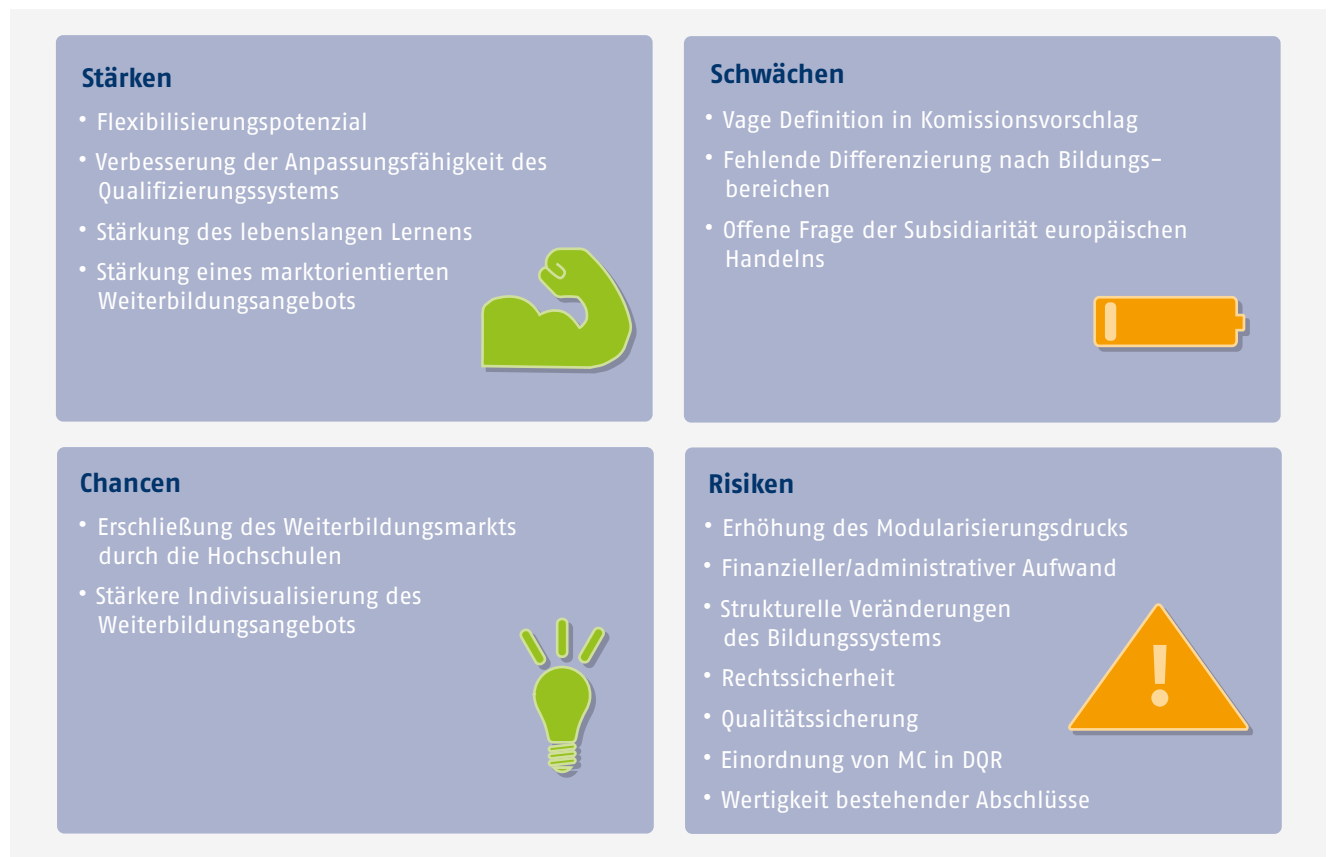 Stärken
• Flexibilisierungspotenzial
• Verbesserung der Anpassungsfähigkeit des
Qualifizierungssystems
• Stärkung des lebenslangen Lernens
• Stärkung eines marktorientierten
Weiterbildungsangebots
Schwächen
• Vage Definition in Komissionsvorschlag
• Fehlende Differenzierung nach Bildungs-
bereichen
• Offene Frage der Subsidiarität europäischen
Handelns
Chancen
• Erschließung des Weiterbildungsmarkts
durch die Hochschulen
• Stärkere Indivisualisierung des
Weiterbildungsangebots
Risiken
• Erhöhung des Modularisierungsdrucks
• Finanzieller/administrativer Aufwand
• Strukturelle Veränderungen
des Bildungssystems
• Rechtssicherheit
• Qualitätssicherung
• Einordnung von MC in DQR
• Wertigkeit bestehender Abschlüsse
!